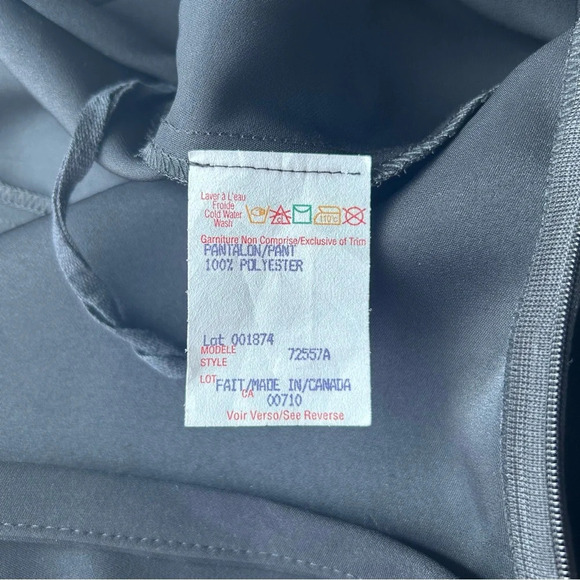 Laver à L'eau
Froide
Cold Water
Wash
110°C
Garniture Non Comprise/Exclusive of Trim
PANTALON/PANT
100% POLYESTER
Lot 001874
MODELE
STYLE 72557A
LOT FAIT/MADE IN/CANADA
CA 00710
Voir Verso/See Reverse